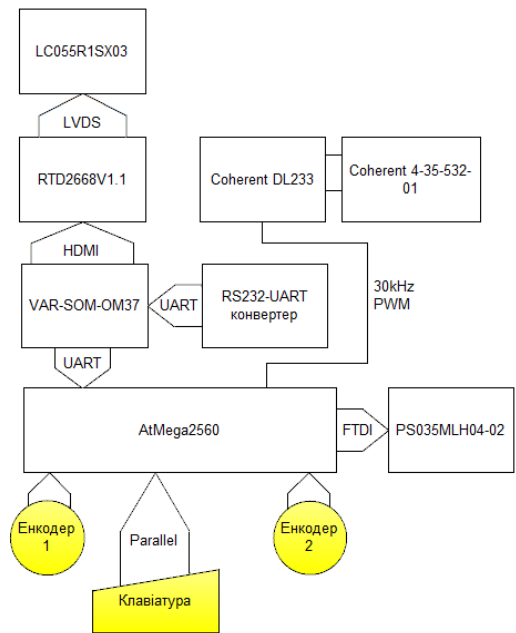 LC055R1SX03
LVDS
RTD2668V1.1
Coherent DL233
Coherent 4-35-532-
01
HDMI
VAR-SOM-OM37
UART
RS232-UART
конвертер
30kHz
PWM
UART
AtMega2560
FTDI
PS035MLH04-02
Енкодер
1
Parallel
Енкодер
2
Клавіатура